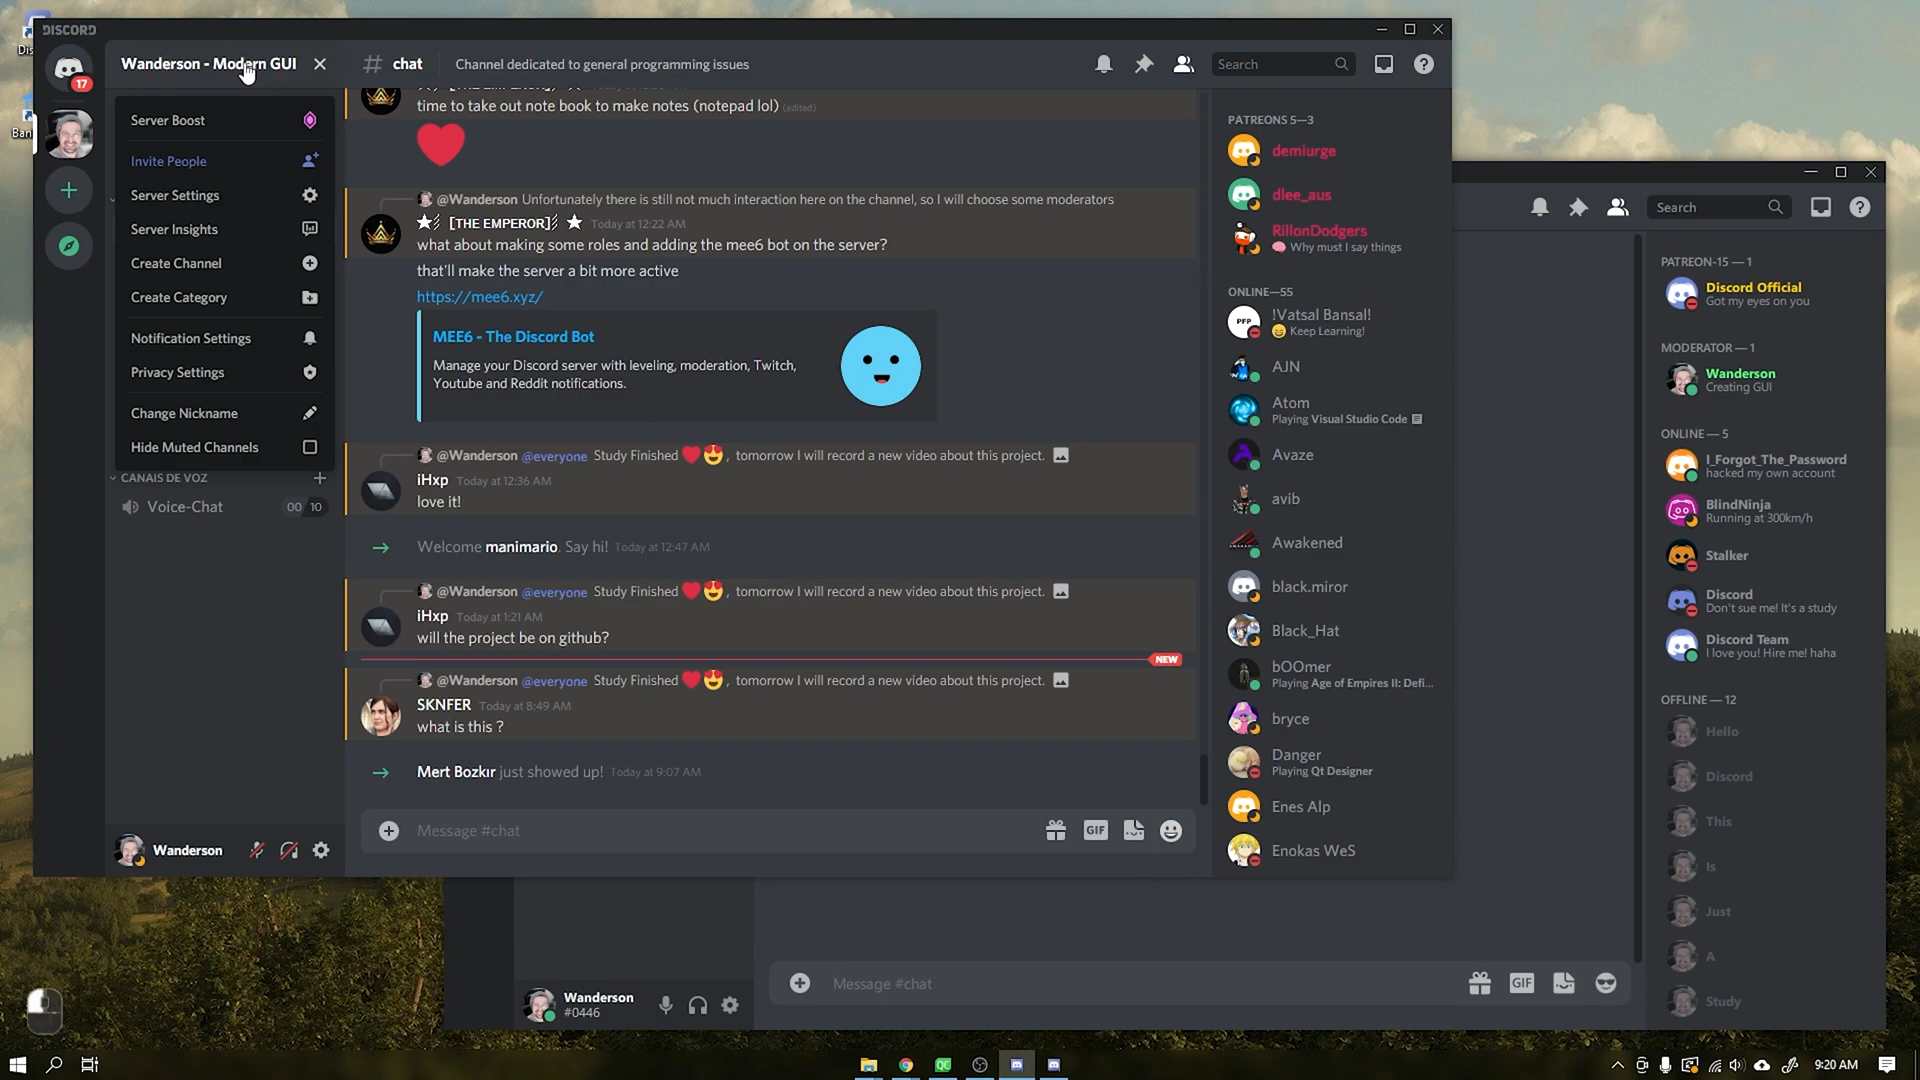 Dis
Ban
DISCORD
17
Wanderson - Modern GUI
Server Boost
Invite People
Server Settings
Server Insights
Create Channel
Create Category
Notification Settings
Privacy Settings
Change Nickname
Hide Muted Channels
CANAIS DE VOZ
Voice-Chat 00 10
Wanderson
# chat Channel dedicated to general programming issues
Search
time to take out note book to make notes (notepad lol) (edited)
@Wanderson Unfortunately there is still not much interaction here on the channel, so I will choose some moderators
[THE EMPEROR] Today at 12:22 AM
what about making some roles and adding the mee6 bot on the server?
that'll make the server a bit more active
https://mee6.xyz/
MEE6 - The Discord Bot
Manage your Discord server with leveling, moderation, Twitch,
Youtube and Reddit notifications.
@Wanderson @everyone Study Finished ❤️😍, tomorrow I will record a new video about this project.
iHxp Today at 12:36 AM
love it!
Welcome manimario. Say hi! Today at 12:47 AM
@Wanderson @everyone Study Finished ❤️😍, tomorrow I will record a new video about this project.
iHxp Today at 1:21 AM
will the project be on github?
NEW
@Wanderson @everyone Study Finished ❤️😍, tomorrow I will record a new video about this project.
SKNFER Today at 8:49 AM
what is this ?
Mert Bozkır just showed up! Today at 9:07 AM
Message #chat
GIF
PATREONS 5—3
demiurge
dlee_aus
RillonDodgers
🧠 Why must I say things
ONLINE—55
PFP
!Vatsal Bansal!
😄 Keep Learning!
AJN
Atom
Playing Visual Studio Code
Avaze
avib
Awakened
black.miror
Black_Hat
bOOmer
Playing Age of Empires II: Defi...
bryce
Danger
Playing Qt Designer
Enes Alp
Enokas WeS
Search
PATREON-15 — 1
Discord Official
Got my eyes on you
MODERATOR — 1
Wanderson
Creating GUI
ONLINE — 5
I_Forgot_The_Password
hacked my own account
BlindNinja
Running at 300km/h
Stalker
Discord
Don't sue me! It's a study
Discord Team
I love you! Hire me! haha
OFFLINE — 12
Hello
Discord
This
Is
Just
A
Study
Wanderson
#0446
Message #chat
GIF
QC
9:20 AM